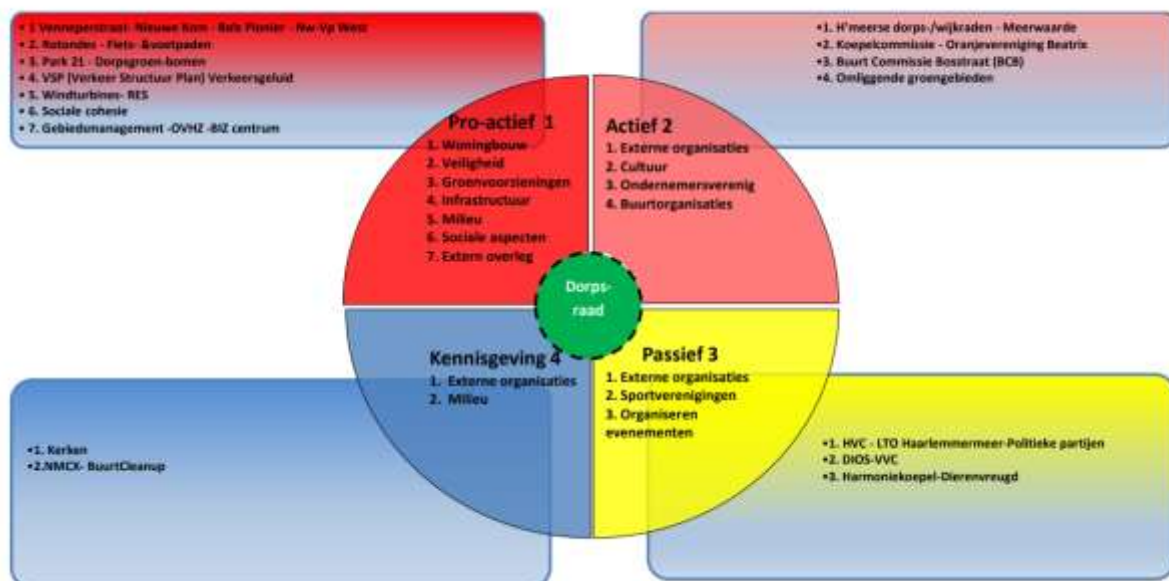 • 1 Venneperstraat- Nieuwe Kom - Bols Pionier - Nw-Vp West
• 2. Rotondes - Fiets- &voetpaden
• 3. Park 21 - Dorpsgroen-bomen
• 4. VSP (Verkeer Structuur Plan) Verkeersgeluid
• 5. Windturbines- RES
• 6. Sociale cohesie
• 7. Gebiedsmanagement -OVHZ -BIZ centrum
•1. H'meerse dorps-/wijkraden - Meerwaarde
•2. Koepelcommissie - Oranjevereniging Beatrix
•3. Buurt Commissie Bosstraat (BCB)
•4. Omliggende groengebieden
Pro-actief 1
1. Woningbouw
2. Veiligheid
3. Groenvoorzieningen
4. Infrastructuur
5. Milieu
6. Sociale aspecten
7. Extern overleg
Actief 2
1. Externe organisaties
2. Cultuur
3. Ondernemersverenig
4. Buurtorganisaties
Dorps-
raad
Kennisgeving 4
1. Externe organisaties
2. Milieu
Passief 3
1. Externe organisaties
2. Sportverenigingen
3. Organiseren
evenementen
•1. Kerken
•2.NMCX- BuurtCleanup
•1. HVC - LTO Haarlemmermeer-Politieke partijen
•2. DIOS-VVC
•3. Harmoniekoepel-Dierenvreugd